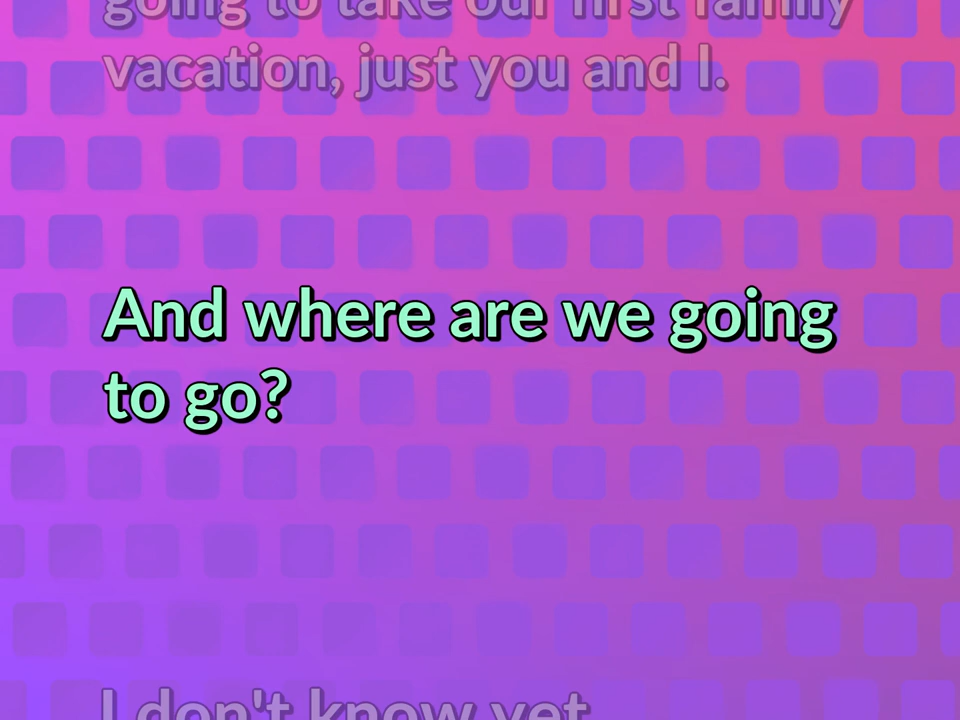 going to take our first family
vacation, just you and I.
And where are we going
to go?
I don't know yet